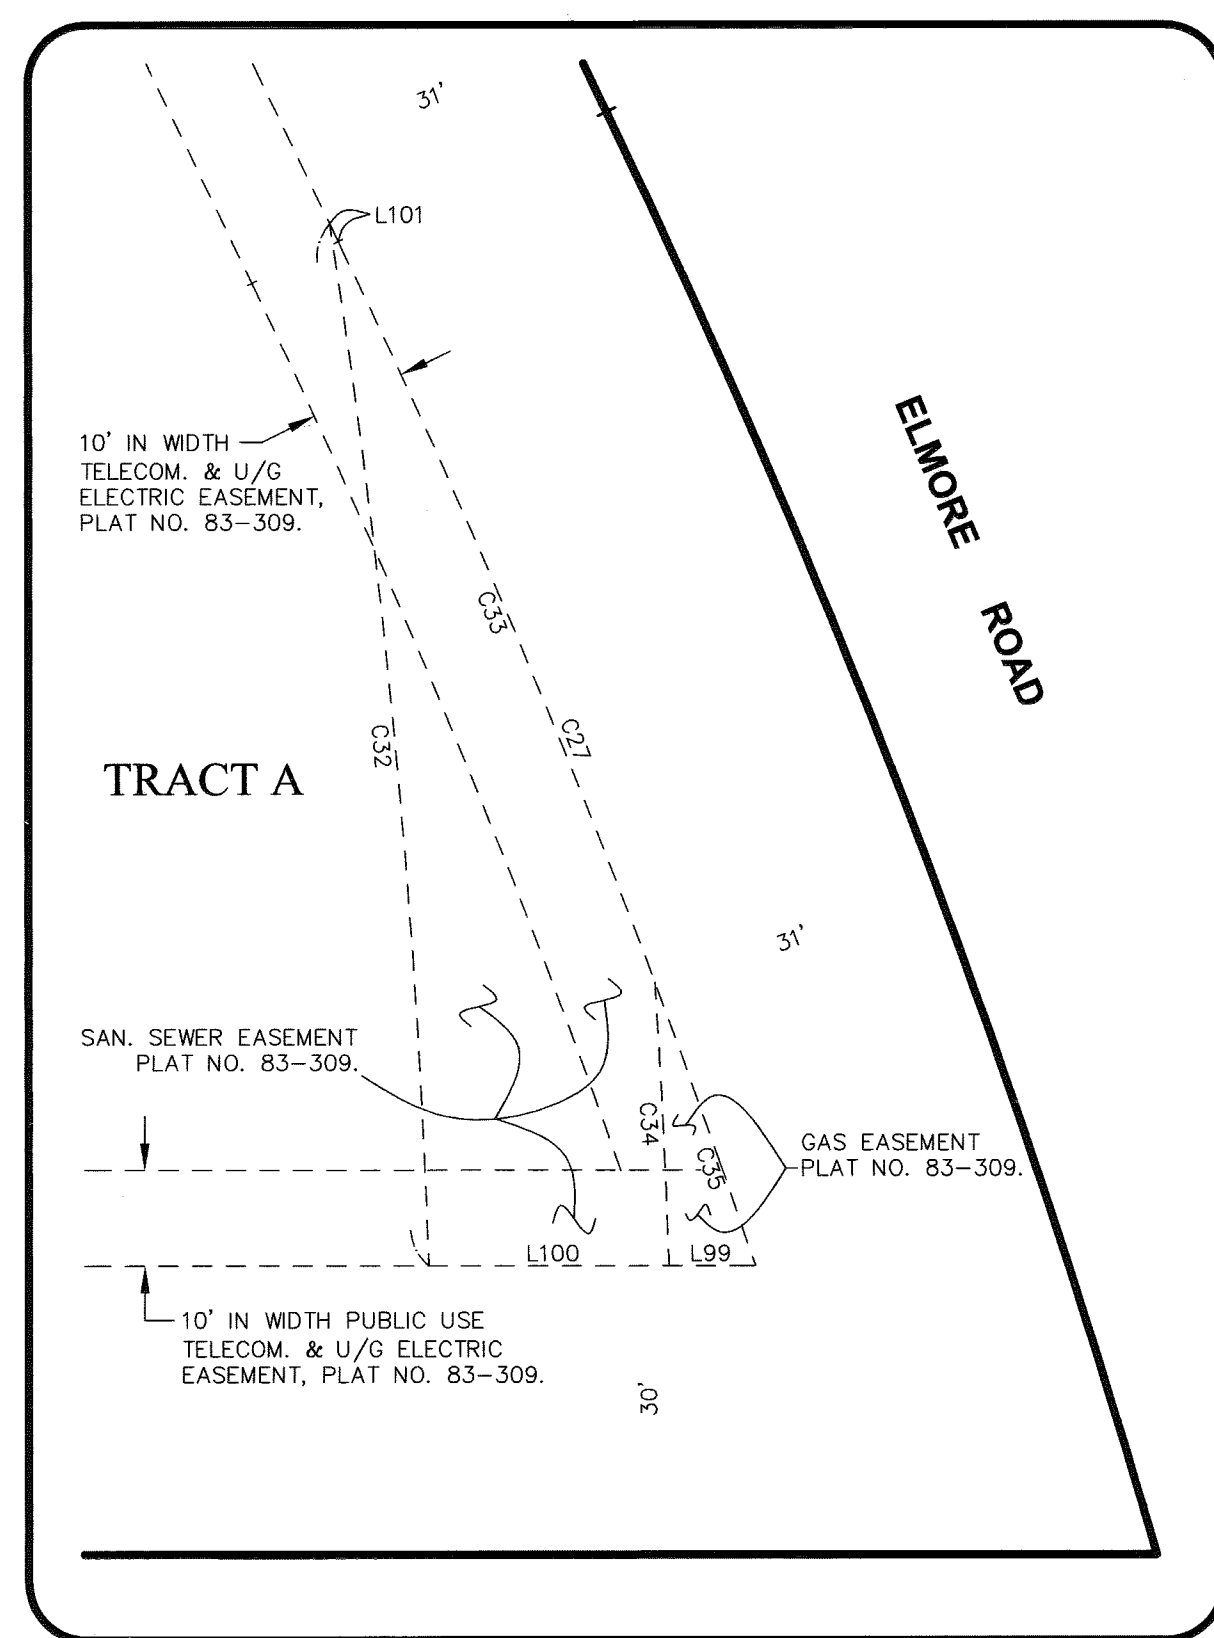 31'
L101
10' IN WIDTH
TELECOM. & U/G
ELECTRIC EASEMENT,
PLAT NO. 83-309.
ELMORE ROAD
C33
C27
C32
TRACT A
31'
SAN. SEWER EASEMENT
PLAT NO. 83-309.
C34
C35
GAS EASEMENT
PLAT NO. 83-309.
L100
L99
10' IN WIDTH PUBLIC USE
TELECOM. & U/G ELECTRIC
EASEMENT, PLAT NO. 83-309.
30'